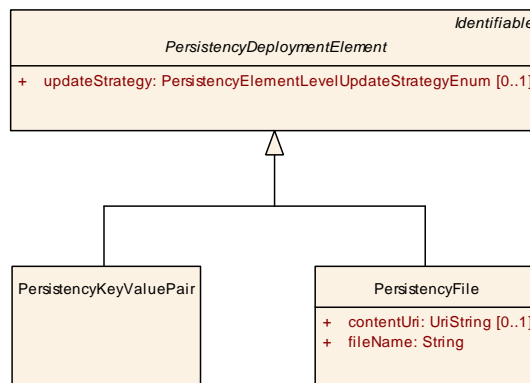 Identifiable
PersistencyDeploymentElement
+ updateStrategy: PersistencyElementLevelUpdateStrategyEnum [0..1]
PersistencyKeyValuePair
PersistencyFile
+ contentUri: UriString [0..1]
+ fileName: String